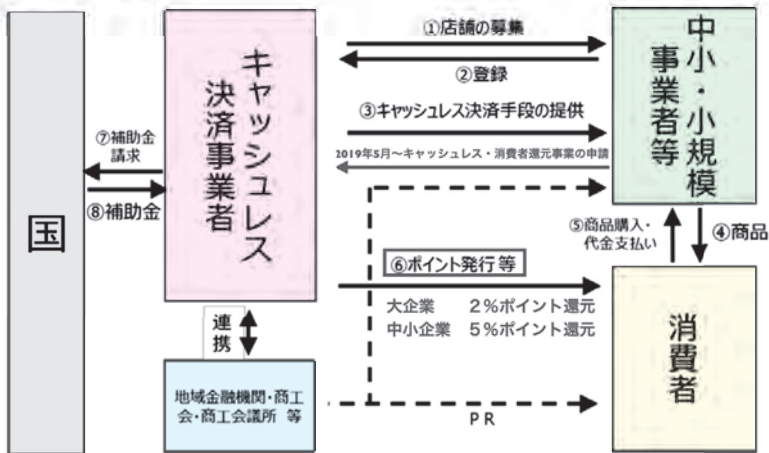 国
キャッシュレス
決済事業者
中小・小規模
事業者等
①店舗の募集
②登録
③キャッシュレス決済手段の提供
2019年5月〜キャッシュレス・消費者還元事業の申請
⑦補助金
請求
⑧補助金
⑤商品購入・
代金支払い
④商品
⑥ポイント発行等
大企業 2%ポイント還元
中小企業 5%ポイント還元
消費者
連携
地域金融機関・商工
会・商工会議所 等
PR